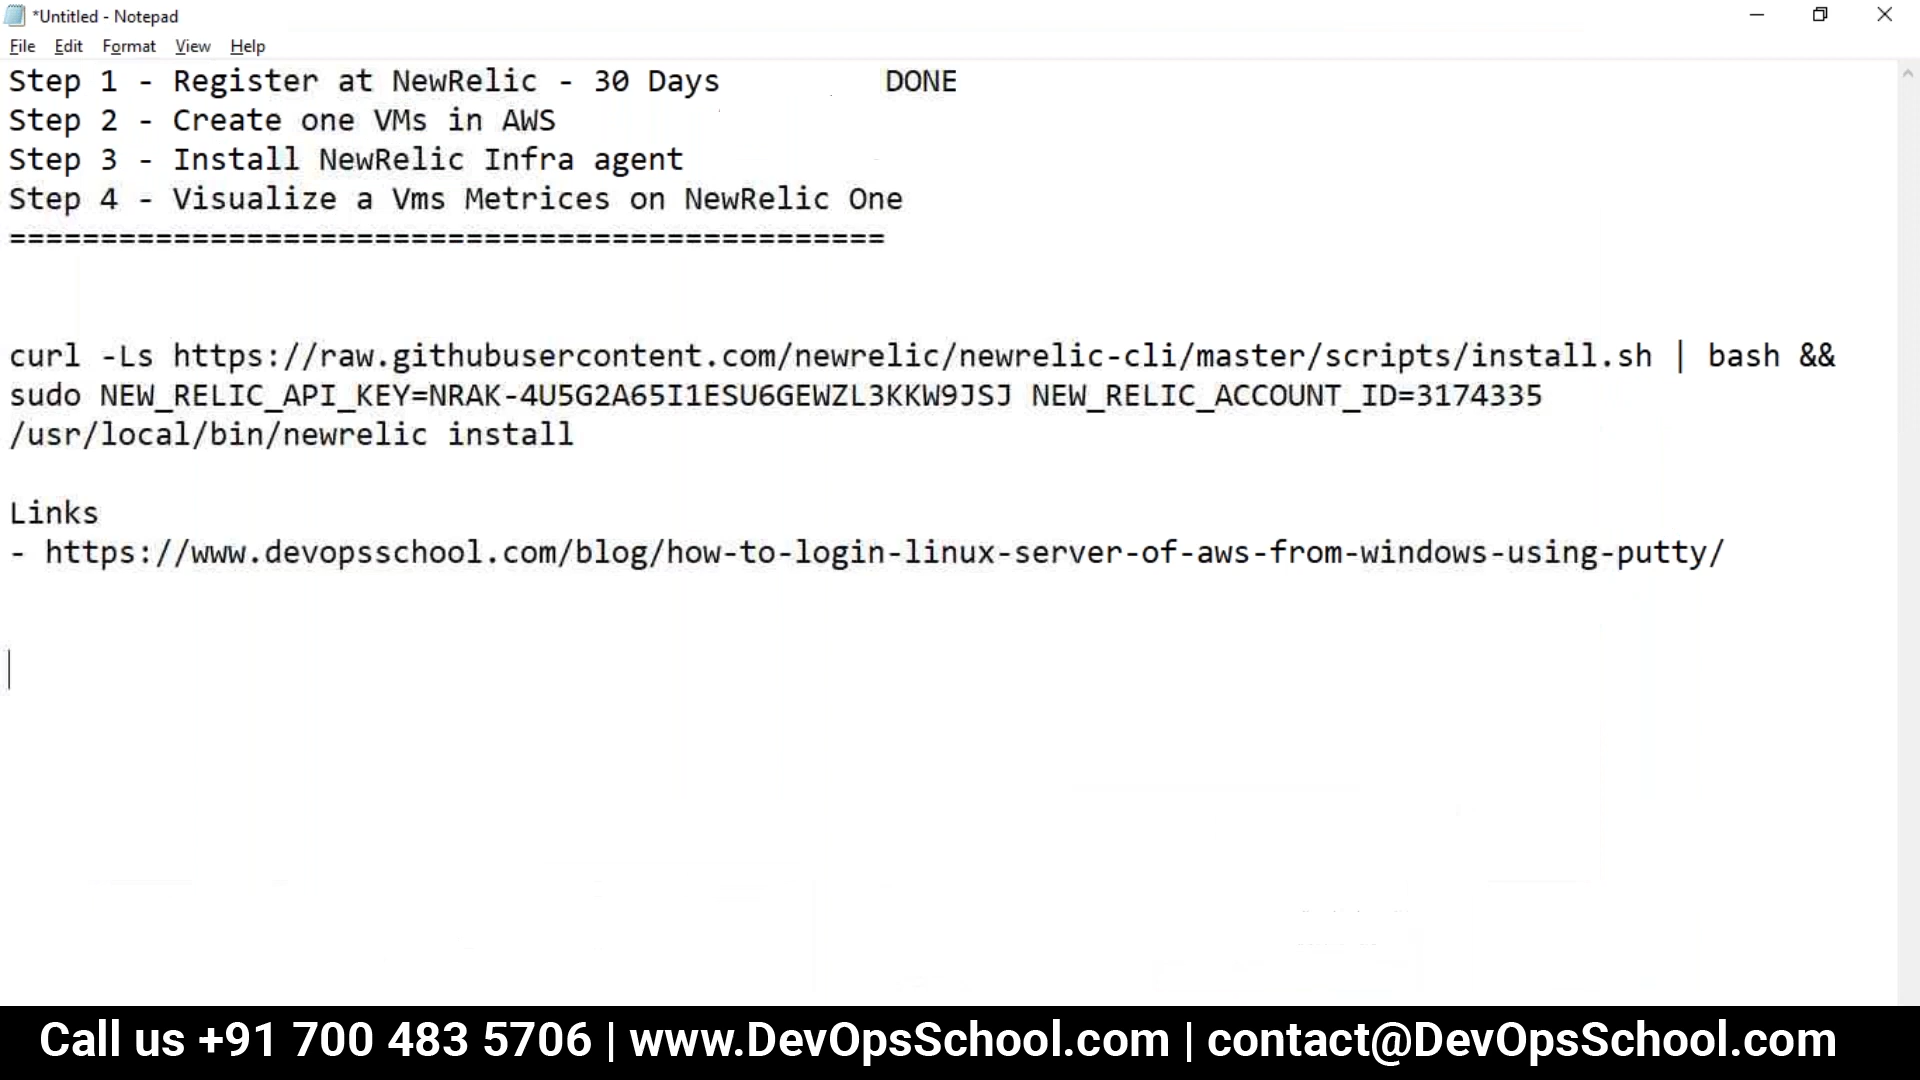 *Untitled - Notepad
File Edit Format View Help
Step 1 - Register at NewRelic - 30 Days DONE
Step 2 - Create one VMs in AWS
Step 3 - Install NewRelic Infra agent
Step 4 - Visualize a Vms Metrices on NewRelic One
================================================
curl -Ls https://raw.githubusercontent.com/newrelic/newrelic-cli/master/scripts/install.sh | bash &&
sudo NEW_RELIC_API_KEY=NRAK-4U5G2A65I1ESU6GEWZL3KKW9JSJ NEW_RELIC_ACCOUNT_ID=3174335
/usr/local/bin/newrelic install
Links
- https://www.devopsschool.com/blog/how-to-login-linux-server-of-aws-from-windows-using-putty/
Call us +91 700 483 5706 | www.DevOpsSchool.com | contact@DevOpsSchool.com